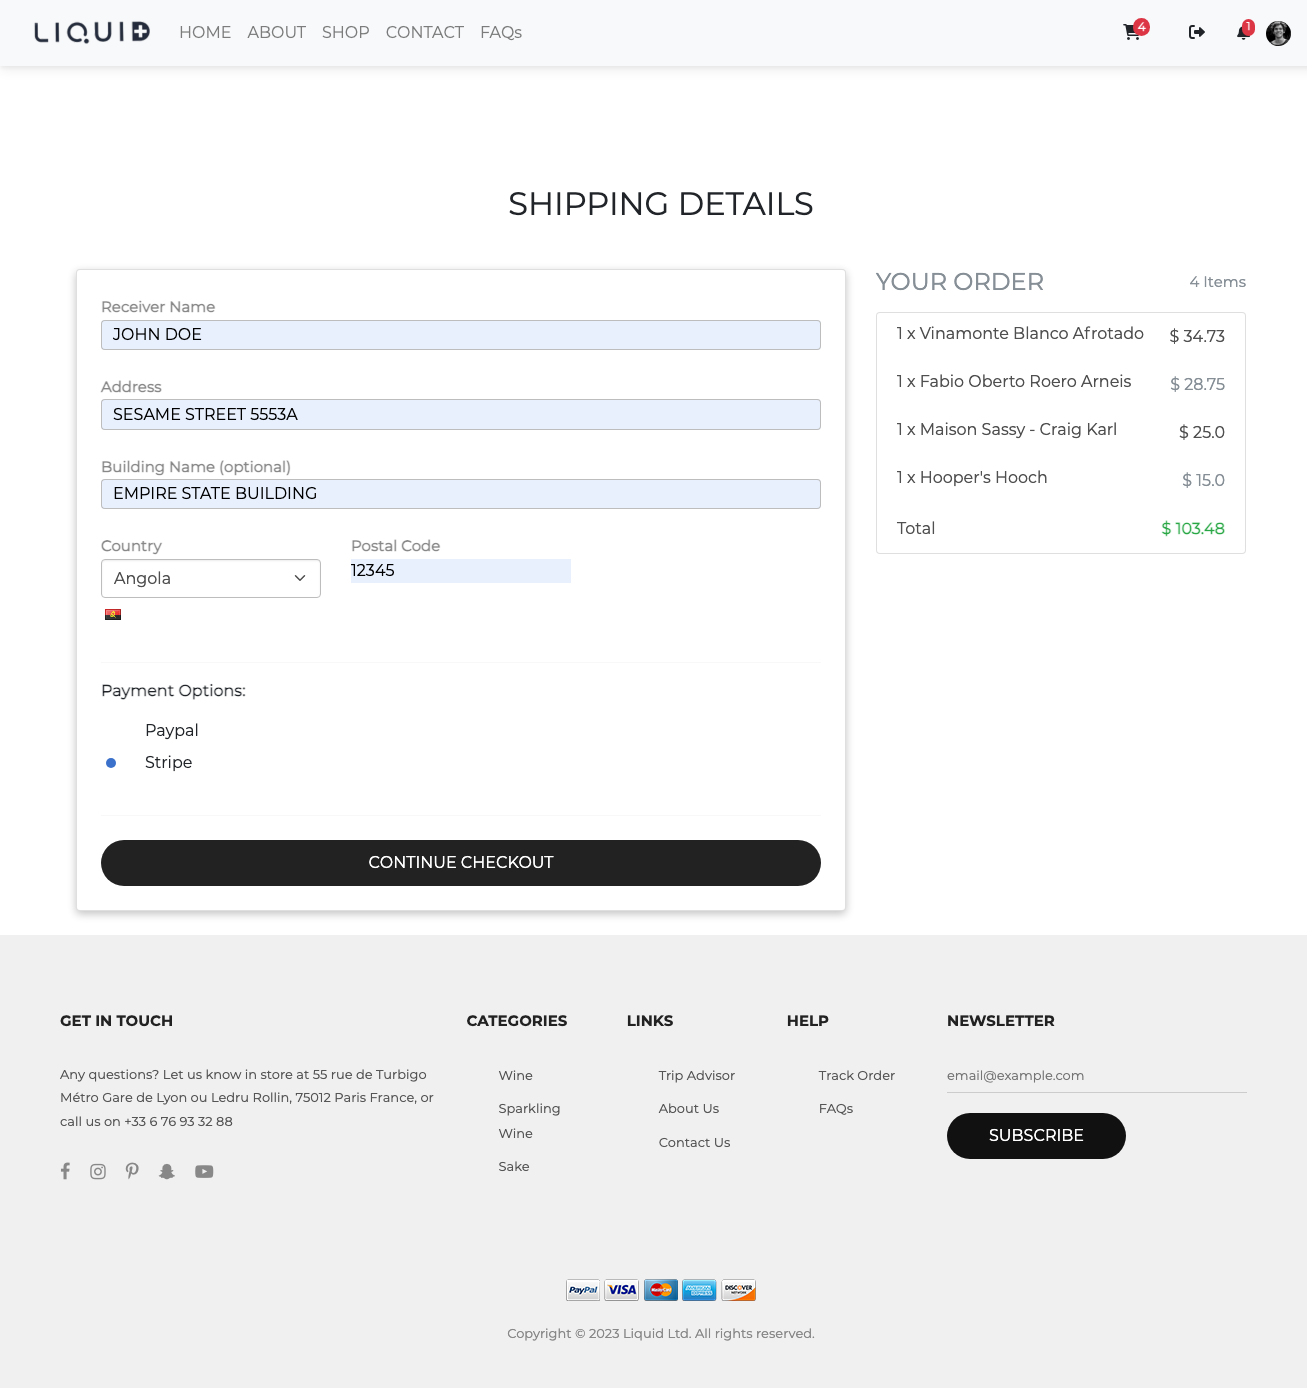 LIQUID
HOME ABOUT SHOP CONTACT FAQs
4
1
SHIPPING DETAILS
Receiver Name
JOHN DOE
Address
SESAME STREET 5553A
Building Name (optional)
EMPIRE STATE BUILDING
Country Postal Code
Angola 12345
Payment Options:
Paypal
Stripe
CONTINUE CHECKOUT
YOUR ORDER 4 Items
1 x Vinamonte Blanco Afrotado $ 34.73
1 x Fabio Oberto Roero Arneis $ 28.75
1 x Maison Sassy - Craig Karl $ 25.0
1 x Hooper's Hooch $ 15.0
Total $ 103.48
GET IN TOUCH
Any questions? Let us know in store at 55 rue de Turbigo
Métro Gare de Lyon ou Ledru Rollin, 75012 Paris France, or
call us on +33 6 76 93 32 88
CATEGORIES
Wine
Sparkling
Wine
Sake
LINKS
Trip Advisor
About Us
Contact Us
HELP
Track Order
FAQs
NEWSLETTER
email@example.com
SUBSCRIBE
PayPal VISA MasterCard AMERICAN EXPRESS DISCOVER NETWORK
Copyright © 2023 Liquid Ltd. All rights reserved.